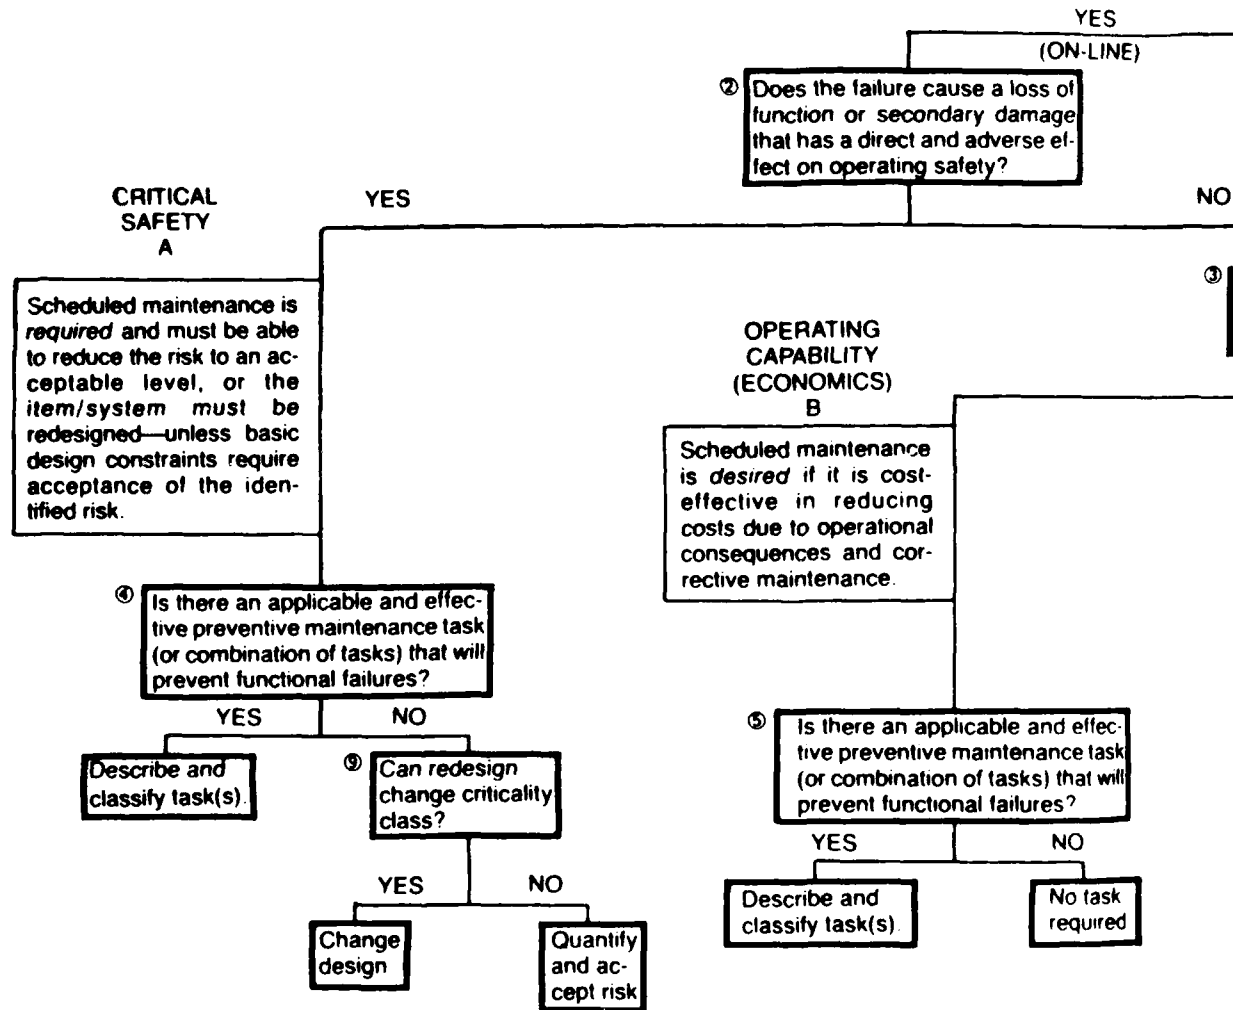 YES
(ON-LINE)
② Does the failure cause a loss of
function or secondary damage
that has a direct and adverse ef-
fect on operating safety?
YES
NO
CRITICAL
SAFETY
A
Scheduled maintenance is
required and must be able
to reduce the risk to an ac-
ceptable level, or the
item/system must be
redesigned—unless basic
design constraints require
acceptance of the iden-
tified risk.
③
OPERATING
CAPABILITY
(ECONOMICS)
B
Scheduled maintenance
is desired if it is cost-
effective in reducing
costs due to operational
consequences and cor-
rective maintenance.
④ Is there an applicable and effec-
tive preventive maintenance task
(or combination of tasks) that will
prevent functional failures?
YES
NO
Describe and
classify task(s).
⑨ Can redesign
change criticality
class?
YES
NO
Change
design
Quantify
and ac-
cept risk
⑤ Is there an applicable and effec-
tive preventive maintenance task
(or combination of tasks) that will
prevent functional failures?
YES
NO
Describe and
classify task(s).
No task
required